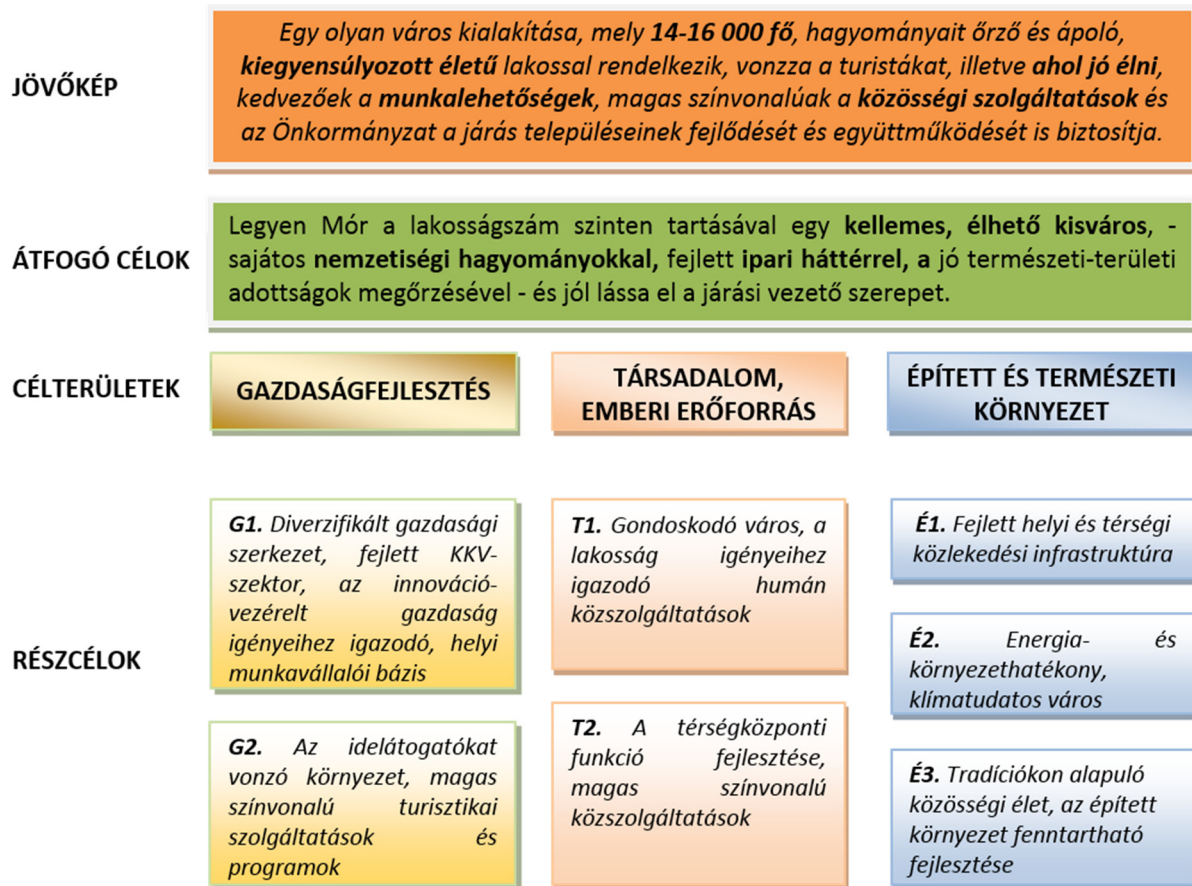 JÖVŐKÉP
Egy olyan város kialakítása, mely 14-16 000 fő, hagyományait őrző és ápoló,
kiegyensúlyozott életű lakossal rendelkezik, vonzza a turistákat, illetve ahol jó élni,
kedvezőek a munkalehetőségek, magas színvonalúak a közösségi szolgáltatások és
az Önkormányzat a járás településeinek fejlődését és együttműködését is biztosítja.
ÁTFOGÓ CÉLOK
Legyen Mór a lakosságszám szinten tartásával egy kellemes, élhető kisváros, -
sajátos nemzetiségi hagyományokkal, fejlett ipari háttérrel, a jó természeti-területi
adottságok megőrzésével - és jól lássa el a járási vezető szerepet.
CÉLTERÜLETEK
GAZDASÁGFEJLESZTÉS
TÁRSADALOM,
EMBERI ERŐFORRÁS
ÉPÍTETT ÉS TERMÉSZETI
KÖRNYEZET
RÉSZCÉLOK
G1. Diverzifikált gazdasági
szerkezet, fejlett KKV-
szektor, az innováció-
vezérelt gazdaság
igényeihez igazodó, helyi
munkavállalói bázis
G2. Az idelátogatókat
vonzó környezet, magas
színvonalú turisztikai
szolgáltatások és
programok
T1. Gondoskodó város, a
lakosság igényeihez
igazodó humán
közszolgáltatások
T2. A térségközponti
funkció fejlesztése,
magas színvonalú
közszolgáltatások
É1. Fejlett helyi és térségi
közlekedési infrastruktúra
É2. Energia- és
környezethatékony,
klímatudatos város
É3. Tradíciókon alapuló
közösségi élet, az épített
környezet fenntartható
fejlesztése